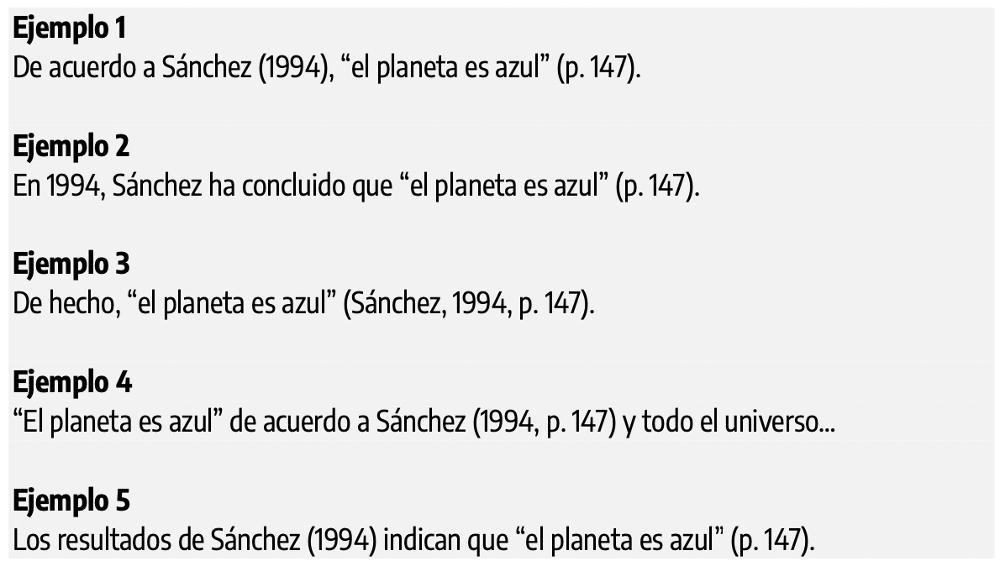 Ejemplo 1
De acuerdo a Sánchez (1994), “el planeta es azul” (p. 147).
Ejemplo 2
En 1994, Sánchez ha concluido que “el planeta es azul” (p. 147).
Ejemplo 3
De hecho, “el planeta es azul” (Sánchez, 1994, p. 147).
Ejemplo 4
“El planeta es azul” de acuerdo a Sánchez (1994, p. 147) y todo el universo...
Ejemplo 5
Los resultados de Sánchez (1994) indican que “el planeta es azul” (p. 147).